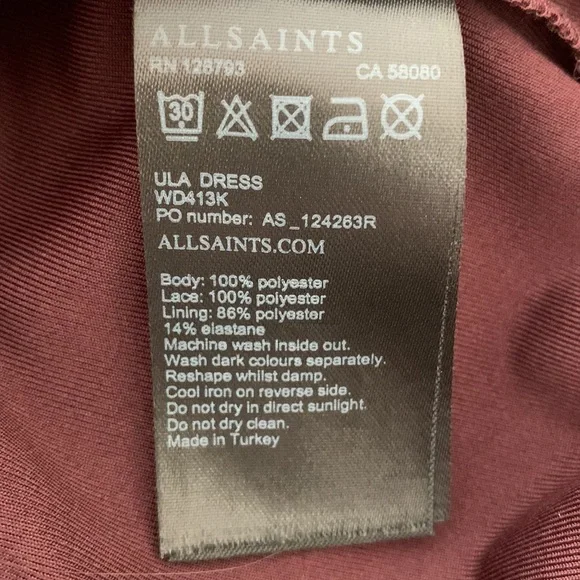 ALLSAINTS
RN 128793 CA 58080
30
ULA DRESS
WD413K
PO number: AS_124263R
ALLSAINTS.COM
Body: 100% polyester
Lace: 100% polyester
Lining: 86% polyester
14% elastane
Machine wash inside out.
Wash dark colours separately.
Reshape whilst damp.
Cool iron on reverse side.
Do not dry in direct sunlight.
Do not dry clean.
Made in Turkey